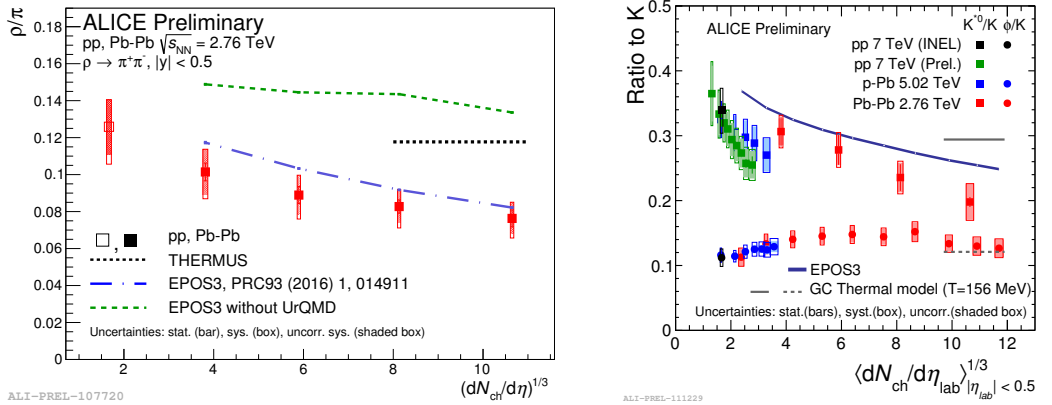 ρ/π
ALICE Preliminary
pp, Pb-Pb √s_NN = 2.76 TeV
ρ → π⁺π⁻, |y| < 0.5
0.18
0.16
0.14
0.12
0.1
0.08
0.06
0.04
0.02
0
, pp, Pb-Pb
THERMUS
EPOS3, PRC93 (2016) 1, 014911
EPOS3 without UrQMD
Uncertainties: stat. (bar), sys. (box), uncorr. sys. (shaded box)
2 4 6 8 10
(dN_ch/dη)^1/3
ALI-PREL-107720
Ratio to K
ALICE Preliminary
K*0/K ϕ/K
pp 7 TeV (INEL)
pp 7 TeV (Prel.)
p-Pb 5.02 TeV
Pb-Pb 2.76 TeV
0.5
0.4
0.3
0.2
0.1
0
EPOS3
GC Thermal model (T=156 MeV)
Uncertainties: stat.(bars), syst.(box), uncorr.(shaded box)
0 2 4 6 8 10 12 14
⟨dN_ch/dη_lab⟩^1/3 |η_lab| < 0.5
ALI-PREL-111229